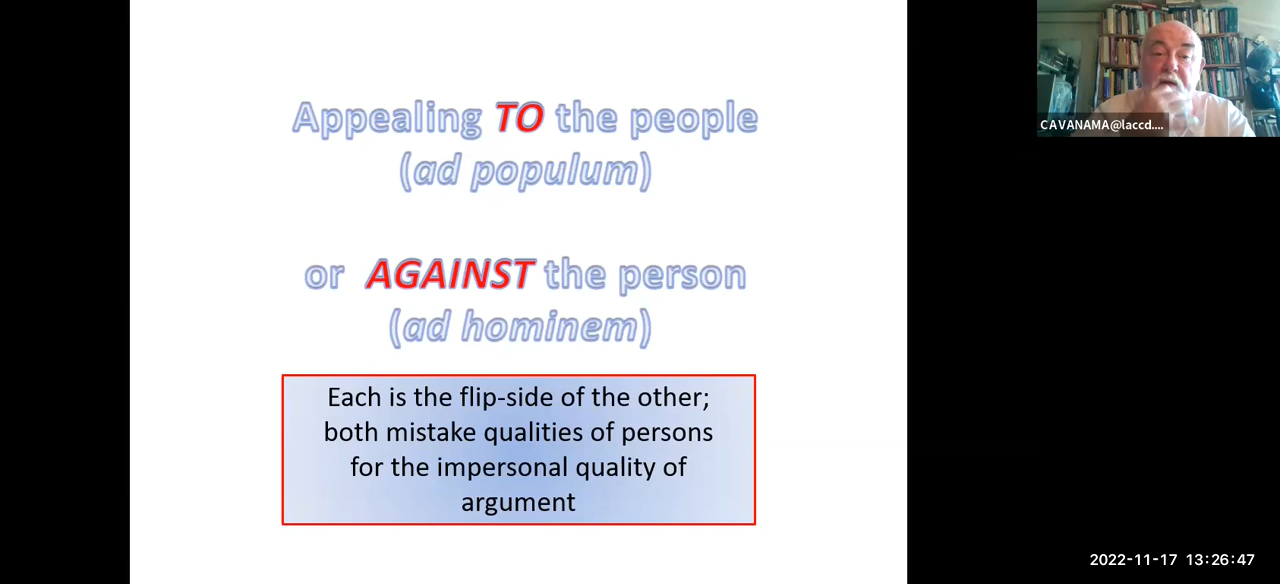 Appealing TO the people
(ad populum)
or AGAINST the person
(ad hominem)
Each is the flip-side of the other;
both mistake qualities of persons
for the impersonal quality of
argument
CAVANAMA@laccd....
2022-11-17 13:26:47